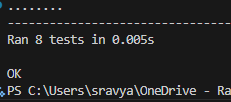 ........
----------------------------------------
Ran 8 tests in 0.005s
OK
PS C:\Users\sravya\OneDrive - Ra